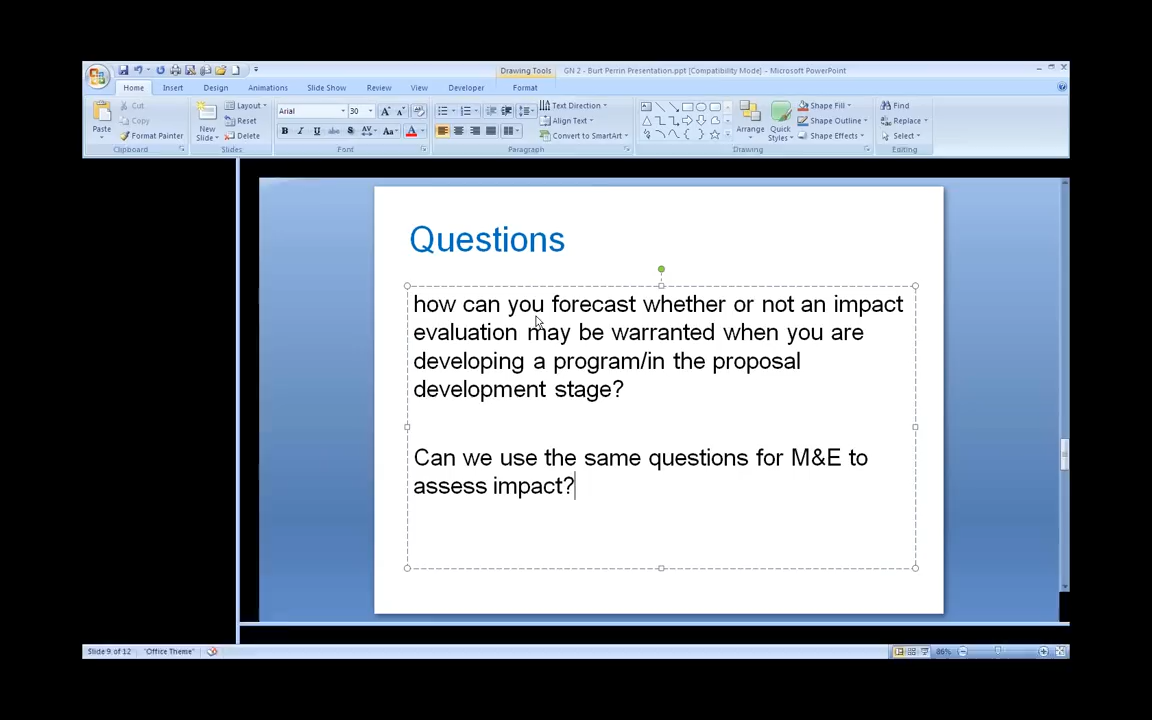 Drawing Tools
GN 2 - Burt Perrin Presentation.ppt [Compatibility Mode] - Microsoft PowerPoint
Home Insert Design Animations Slide Show Review View Developer Format
Cut Layout Arial 30 Text Direction Shape Fill Find
Copy Reset Align Text Shape Outline Replace
Paste Format Painter New Slide Delete Convert to SmartArt Arrange Quick Styles Shape Effects Select
Clipboard Slides Font Paragraph Drawing Editing
Questions
how can you forecast whether or not an impact
evaluation may be warranted when you are
developing a program/in the proposal
development stage?
Can we use the same questions for M&E to
assess impact?
Slide 9 of 12 "Office Theme" 86%